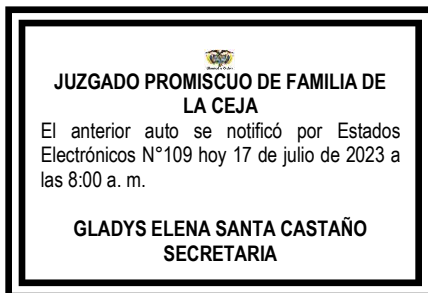 JUZGADO PROMISCUO DE FAMILIA DE
LA CEJA
El anterior auto se notificó por Estados
Electrónicos N°109 hoy 17 de julio de 2023 a
las 8:00 a. m.
GLADYS ELENA SANTA CASTAÑO
SECRETARIA